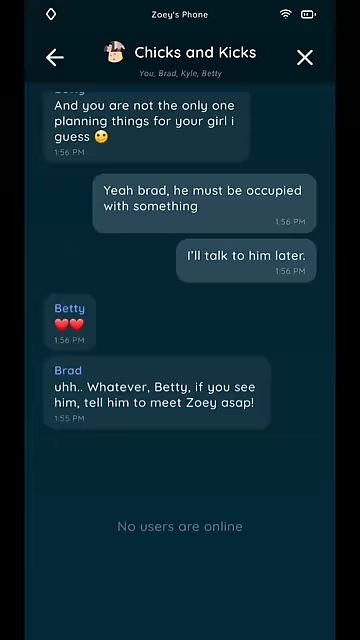 Zoey's Phone
Chicks and Kicks
You, Brad, Kyle, Betty
Betty
And you are not the only one
planning things for your girl i
guess 🙂
1:56 PM
Yeah brad, he must be occupied
with something
1:56 PM
I'll talk to him later.
1:56 PM
Betty
❤️❤️
1:56 PM
Brad
uhh.. Whatever, Betty, if you see
him, tell him to meet Zoey asap!
1:55 PM
No users are online